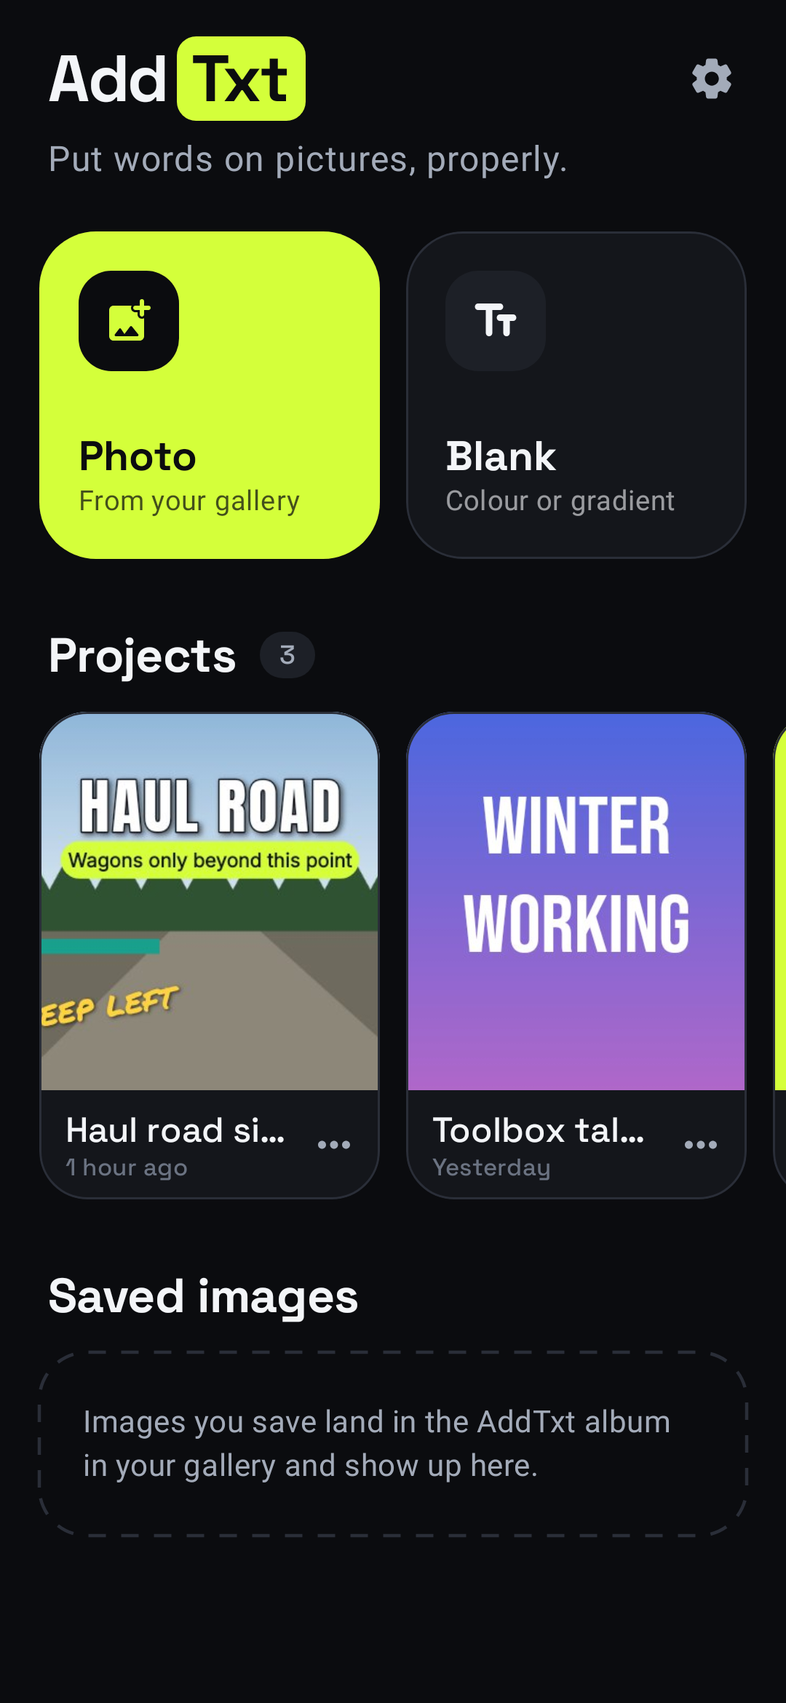 Add Txt
Put words on pictures, properly.
Photo
From your gallery
Blank
Colour or gradient
Projects 3
HAUL ROAD
Wagons only beyond this point
EEP LEFT
Haul road si...
1 hour ago
WINTER
WORKING
Toolbox tal...
Yesterday
Saved images
Images you save land in the AddTxt album
in your gallery and show up here.